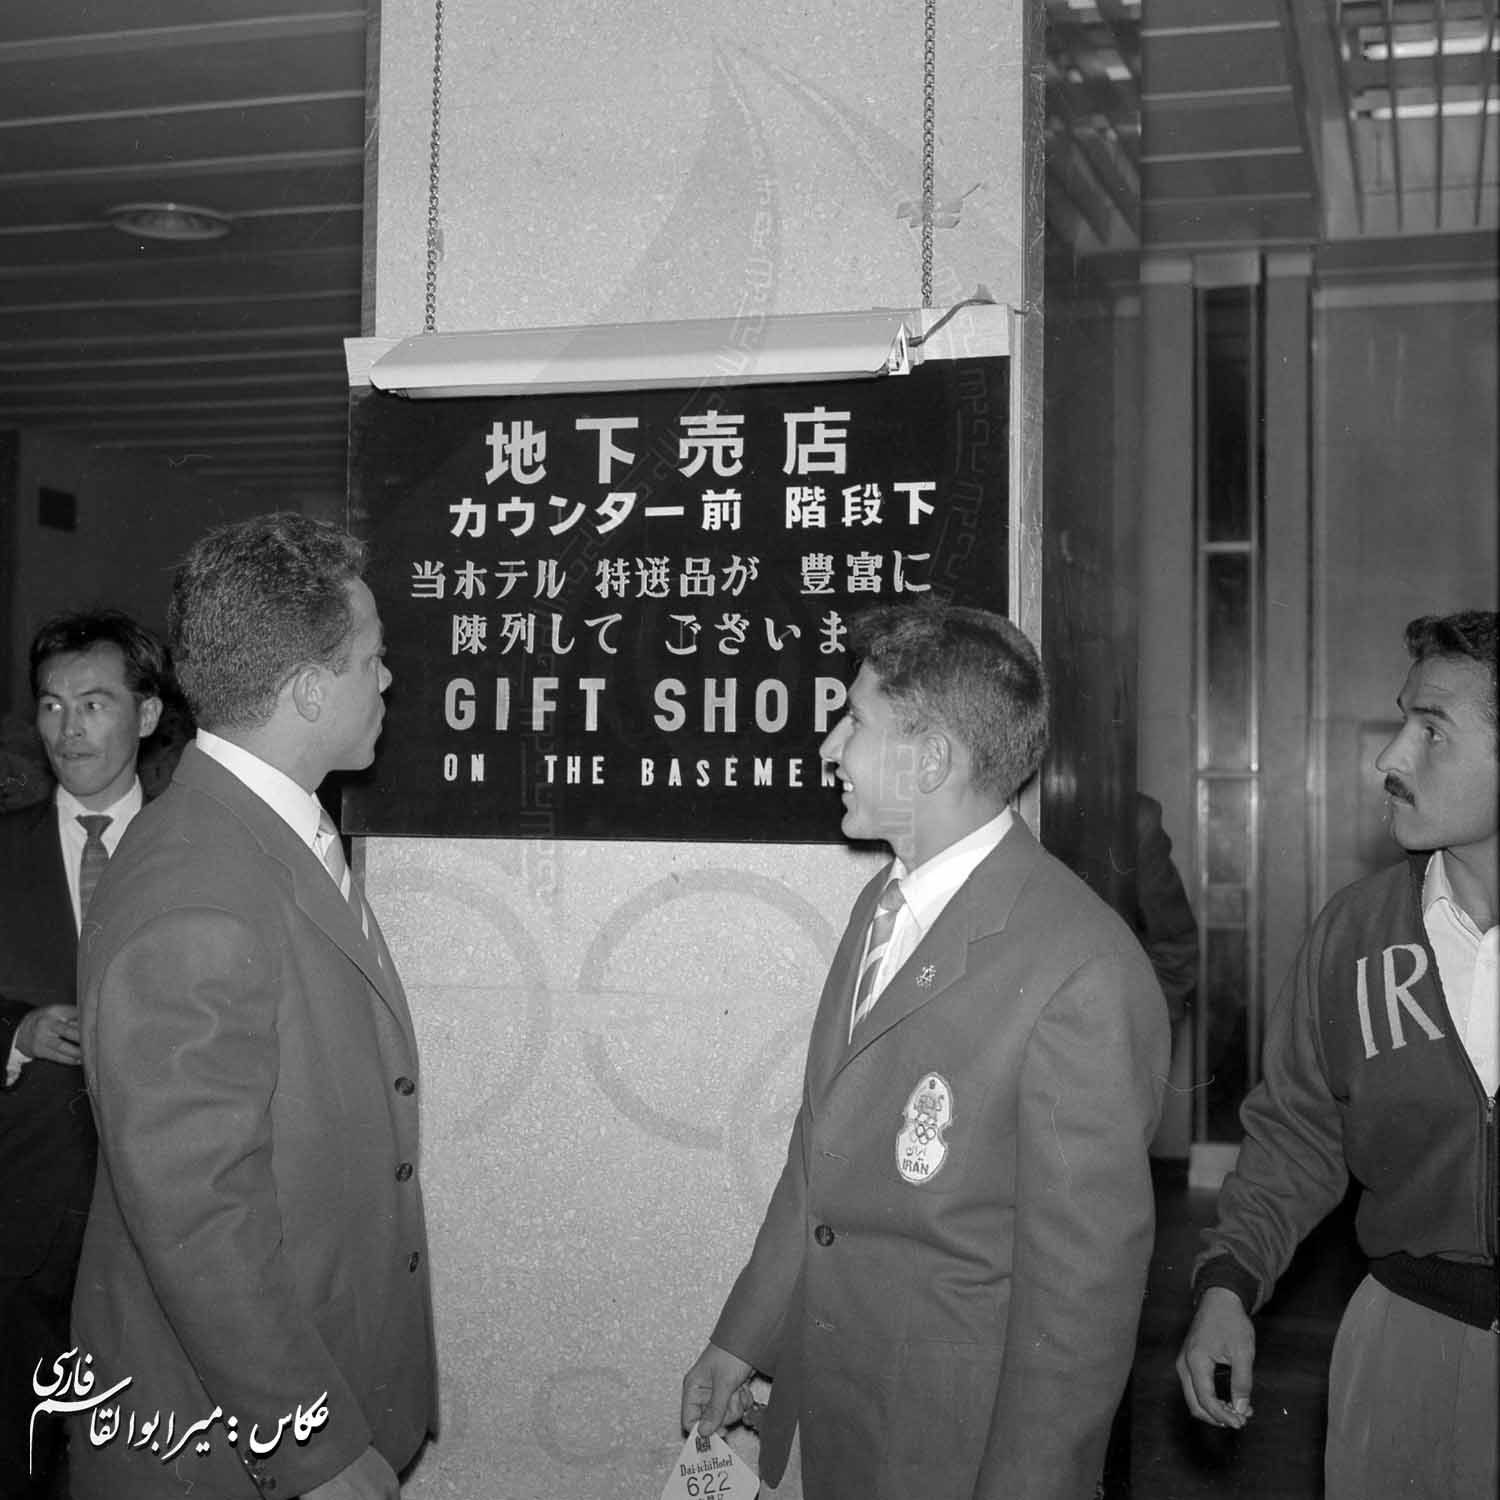 地下売店
カウンター前 階段下
当ホテル 特選品が 豊富に
陳列して ございま
GIFT SHOP
ON THE BASEMEN
IR
ايران
IRAN
Dai-ichi Hotel
622
عکاس : میرابوالقاسم فارسی